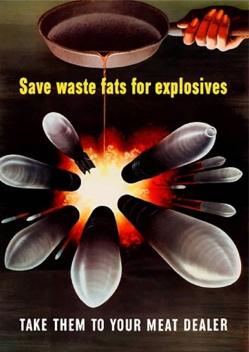 Save waste fats for explosives
TAKE THEM TO YOUR MEAT DEALER